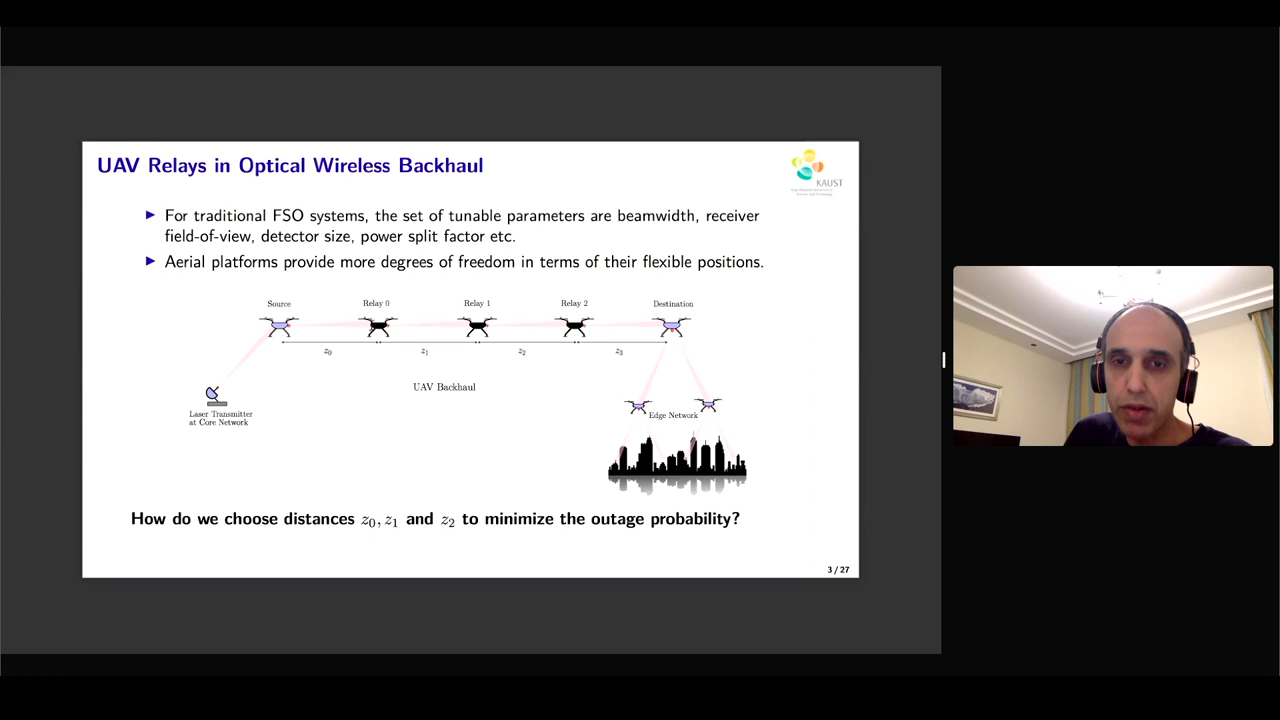 UAV Relays in Optical Wireless Backhaul
KAUST
▶ For traditional FSO systems, the set of tunable parameters are beamwidth, receiver
field-of-view, detector size, power split factor etc.
▶ Aerial platforms provide more degrees of freedom in terms of their flexible positions.
Source
Relay 0
Relay 1
Relay 2
Destination
z₀
z₁
z₂
z₃
UAV Backhaul
Laser Transmitter
at Core Network
Edge Network
How do we choose distances z₀, z₁ and z₂ to minimize the outage probability?
3 / 27